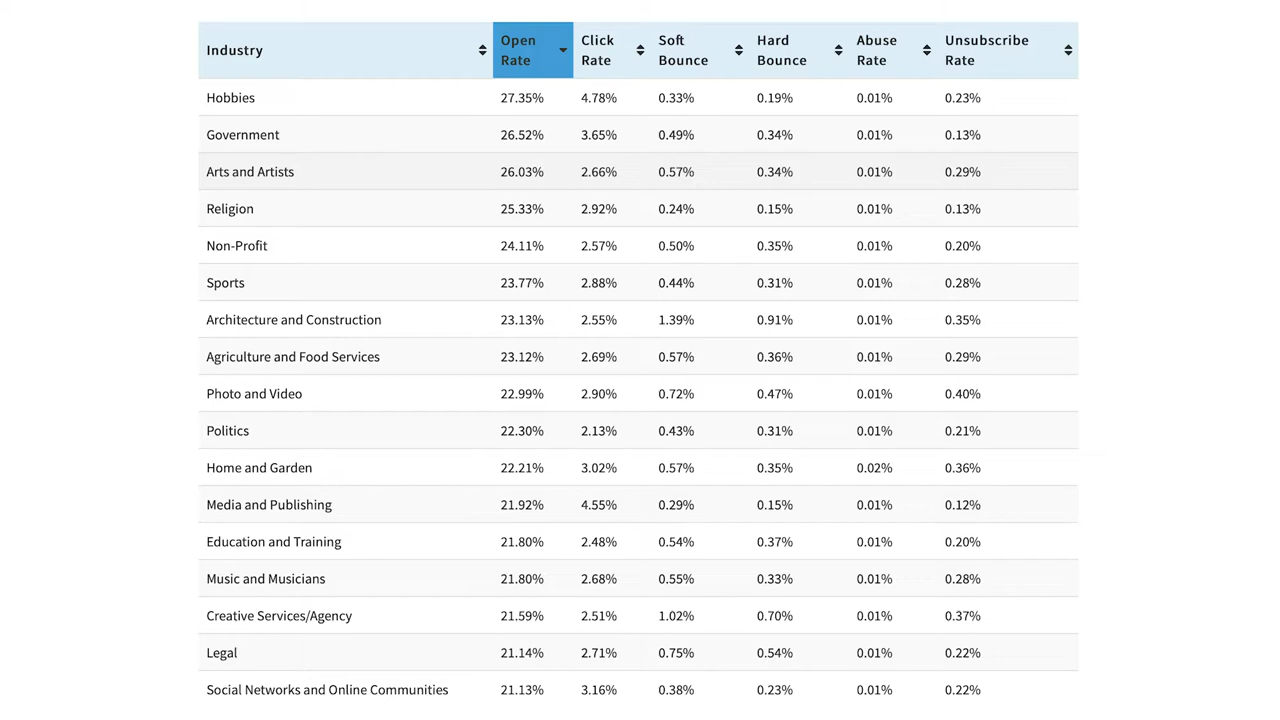 Industry Open Rate Click Rate Soft Bounce Hard Bounce Abuse Rate Unsubscribe Rate
Hobbies 27.35% 4.78% 0.33% 0.19% 0.01% 0.23%
Government 26.52% 3.65% 0.49% 0.34% 0.01% 0.13%
Arts and Artists 26.03% 2.66% 0.57% 0.34% 0.01% 0.29%
Religion 25.33% 2.92% 0.24% 0.15% 0.01% 0.13%
Non-Profit 24.11% 2.57% 0.50% 0.35% 0.01% 0.20%
Sports 23.77% 2.88% 0.44% 0.31% 0.01% 0.28%
Architecture and Construction 23.13% 2.55% 1.39% 0.91% 0.01% 0.35%
Agriculture and Food Services 23.12% 2.69% 0.57% 0.36% 0.01% 0.29%
Photo and Video 22.99% 2.90% 0.72% 0.47% 0.01% 0.40%
Politics 22.30% 2.13% 0.43% 0.31% 0.01% 0.21%
Home and Garden 22.21% 3.02% 0.57% 0.35% 0.02% 0.36%
Media and Publishing 21.92% 4.55% 0.29% 0.15% 0.01% 0.12%
Education and Training 21.80% 2.48% 0.54% 0.37% 0.01% 0.20%
Music and Musicians 21.80% 2.68% 0.55% 0.33% 0.01% 0.28%
Creative Services/Agency 21.59% 2.51% 1.02% 0.70% 0.01% 0.37%
Legal 21.14% 2.71% 0.75% 0.54% 0.01% 0.22%
Social Networks and Online Communities 21.13% 3.16% 0.38% 0.23% 0.01% 0.22%